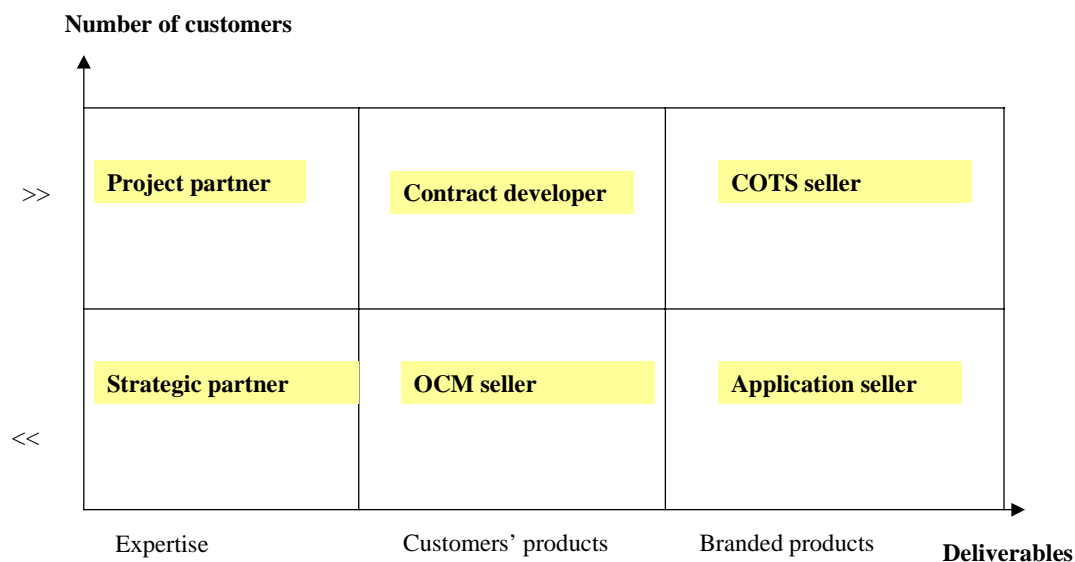 Number of customers
>>
Project partner
Contract developer
COTS seller
Strategic partner
OCM seller
Application seller
<<
Expertise
Customers’ products
Branded products
Deliverables